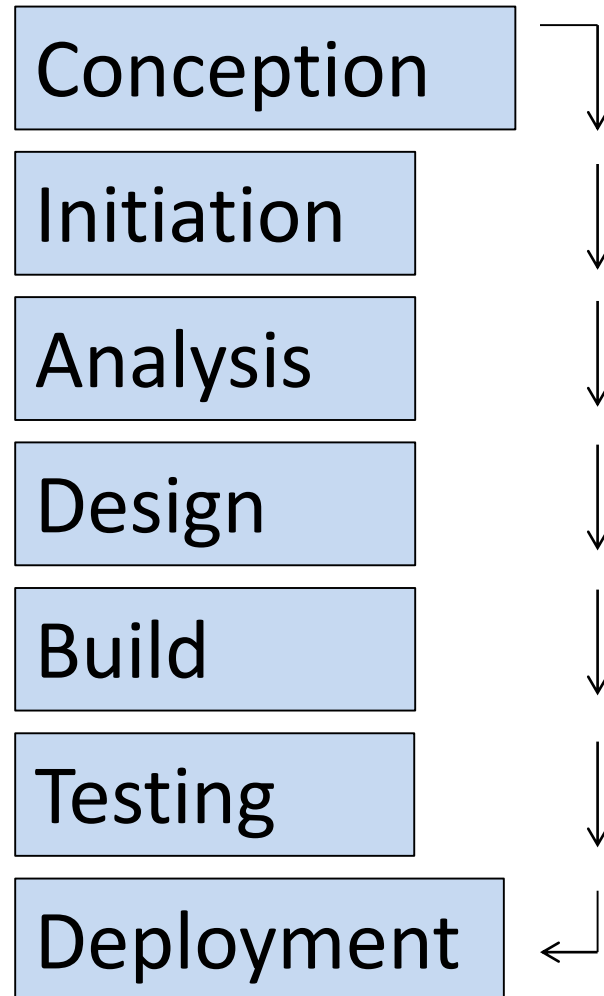 Conception
Initiation
Analysis
Design
Build
Testing
Deployment